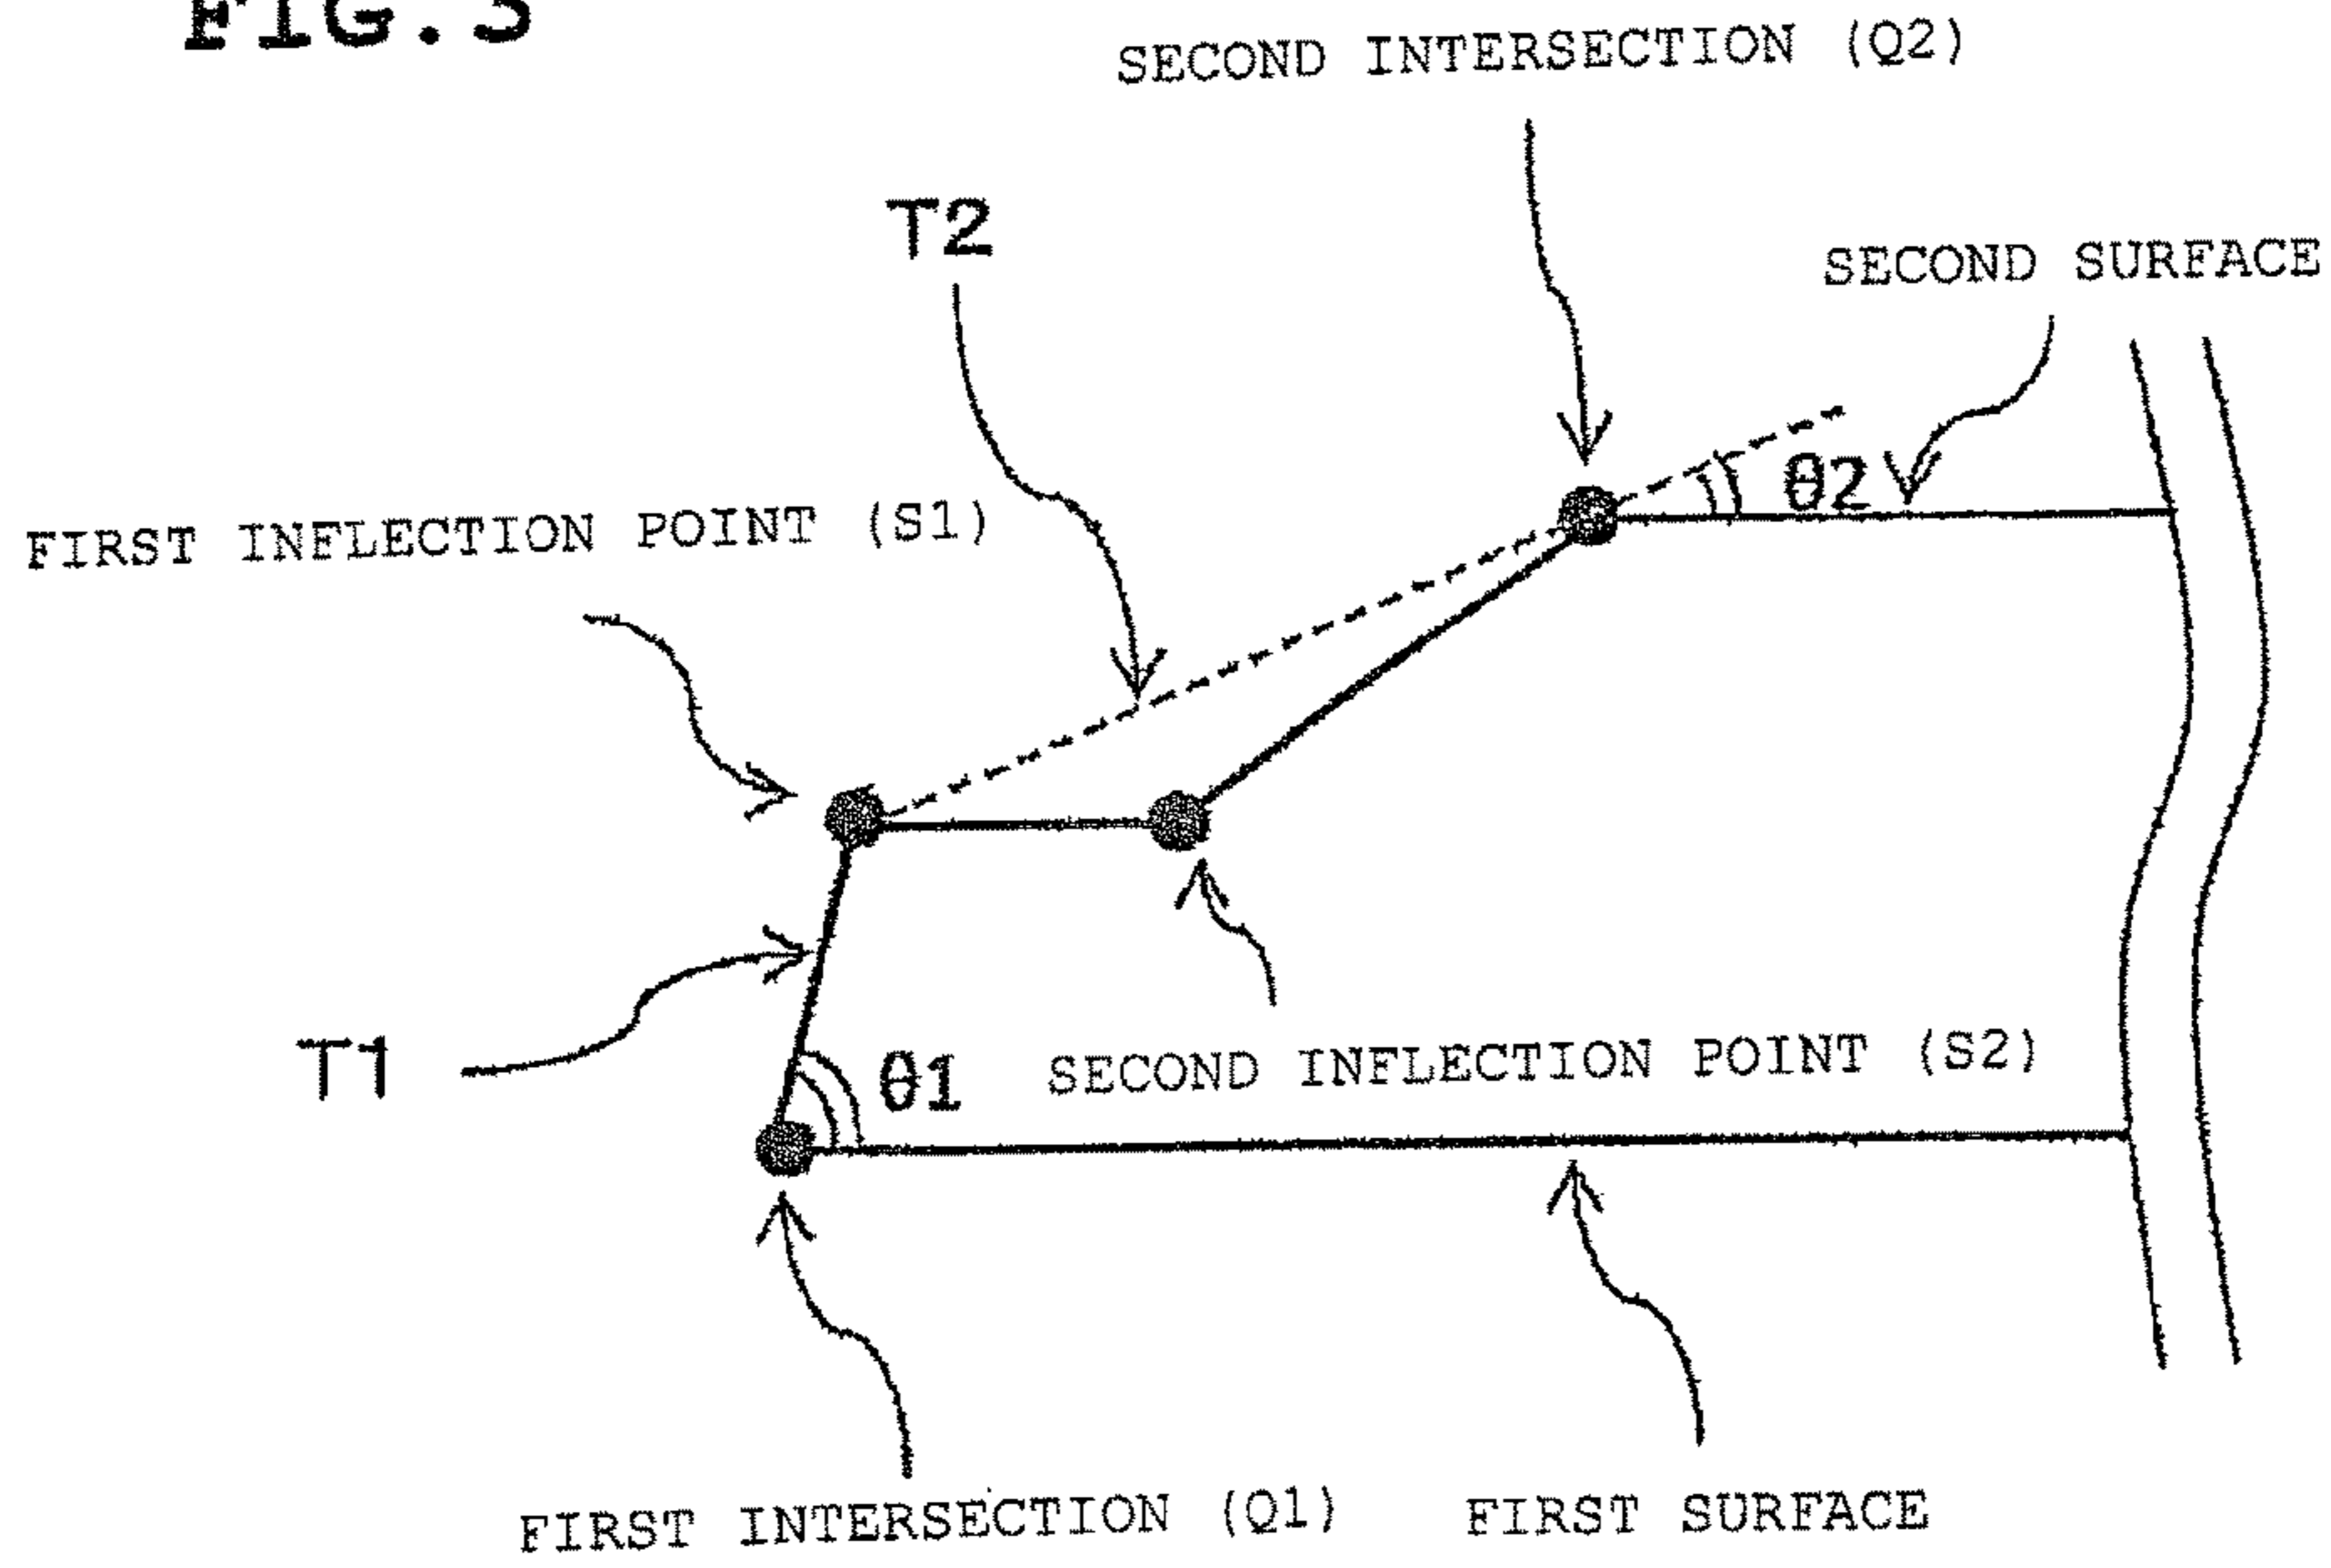 FIG.3
SECOND INTERSECTION (Q2)
T2
SECOND SURFACE
θ2
FIRST INFLECTION POINT (S1)
T1
θ1
SECOND INFLECTION POINT (S2)
FIRST INTERSECTION (Q1)
FIRST SURFACE